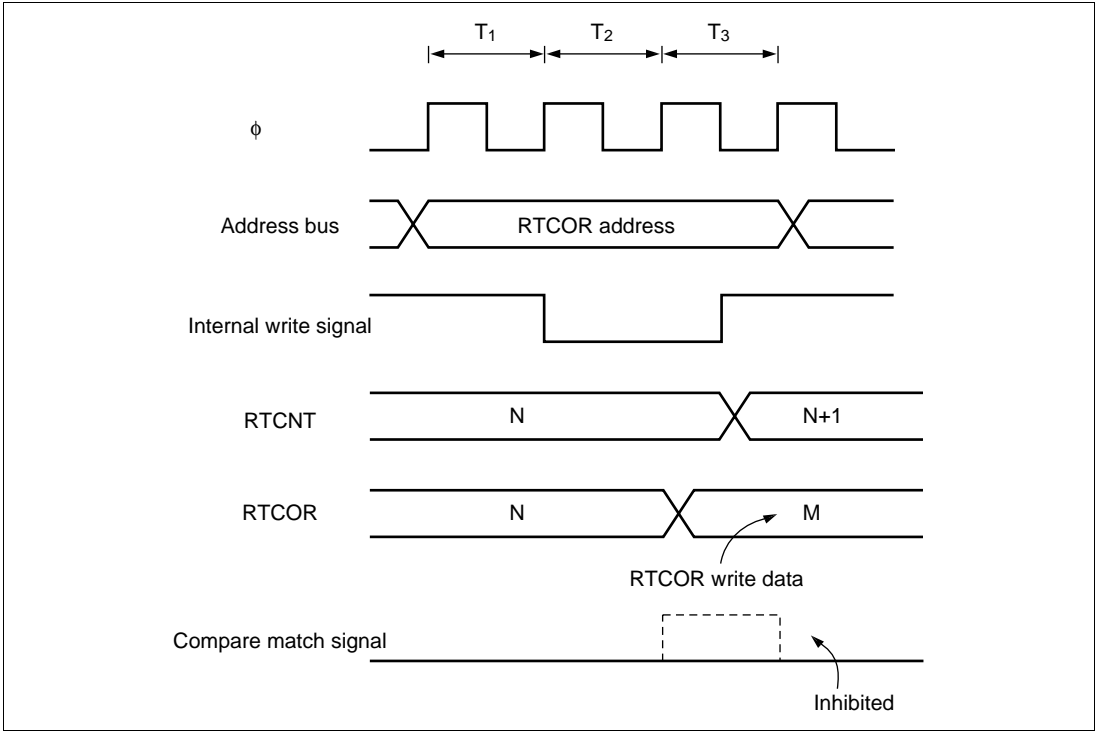 T1 T2 T3
ϕ
Address bus RTCOR address
Internal write signal
RTCNT N N+1
RTCOR N M
RTCOR write data
Compare match signal
Inhibited